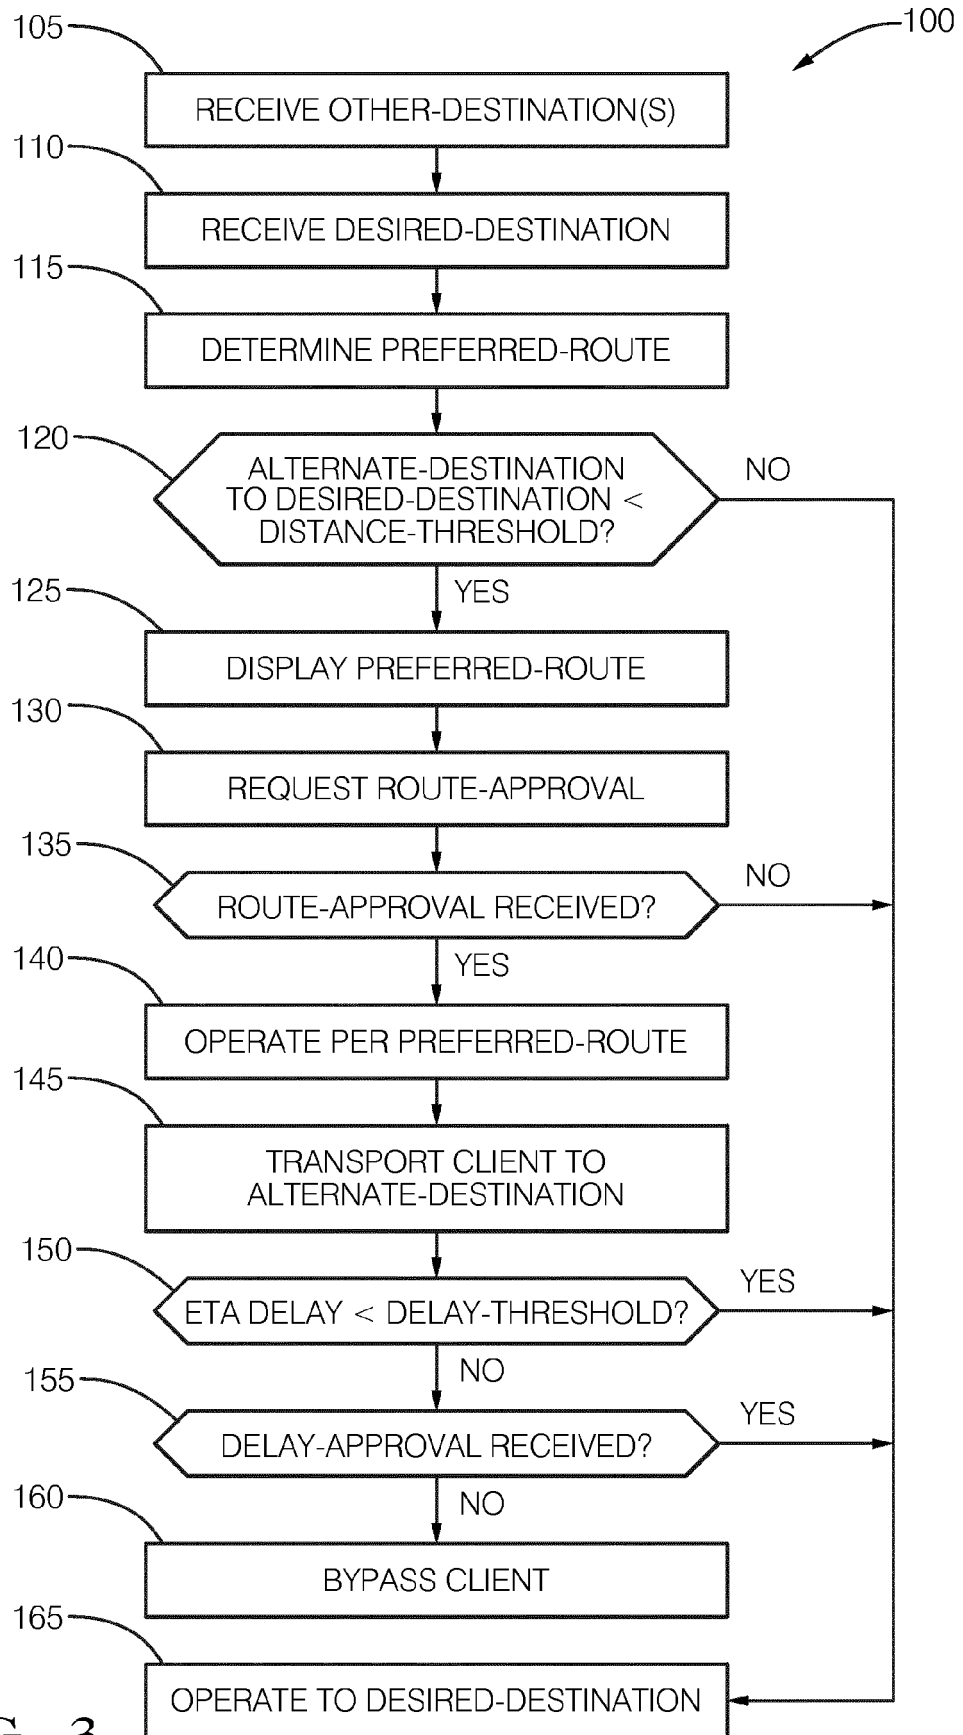 100
105
RECEIVE OTHER-DESTINATION(S)
110
RECEIVE DESIRED-DESTINATION
115
DETERMINE PREFERRED-ROUTE
120
ALTERNATE-DESTINATION
TO DESIRED-DESTINATION <
DISTANCE-THRESHOLD?
NO
YES
125
DISPLAY PREFERRED-ROUTE
130
REQUEST ROUTE-APPROVAL
135
ROUTE-APPROVAL RECEIVED?
NO
YES
140
OPERATE PER PREFERRED-ROUTE
145
TRANSPORT CLIENT TO
ALTERNATE-DESTINATION
150
ETA DELAY < DELAY-THRESHOLD?
YES
NO
155
DELAY-APPROVAL RECEIVED?
YES
NO
160
BYPASS CLIENT
165
OPERATE TO DESIRED-DESTINATION